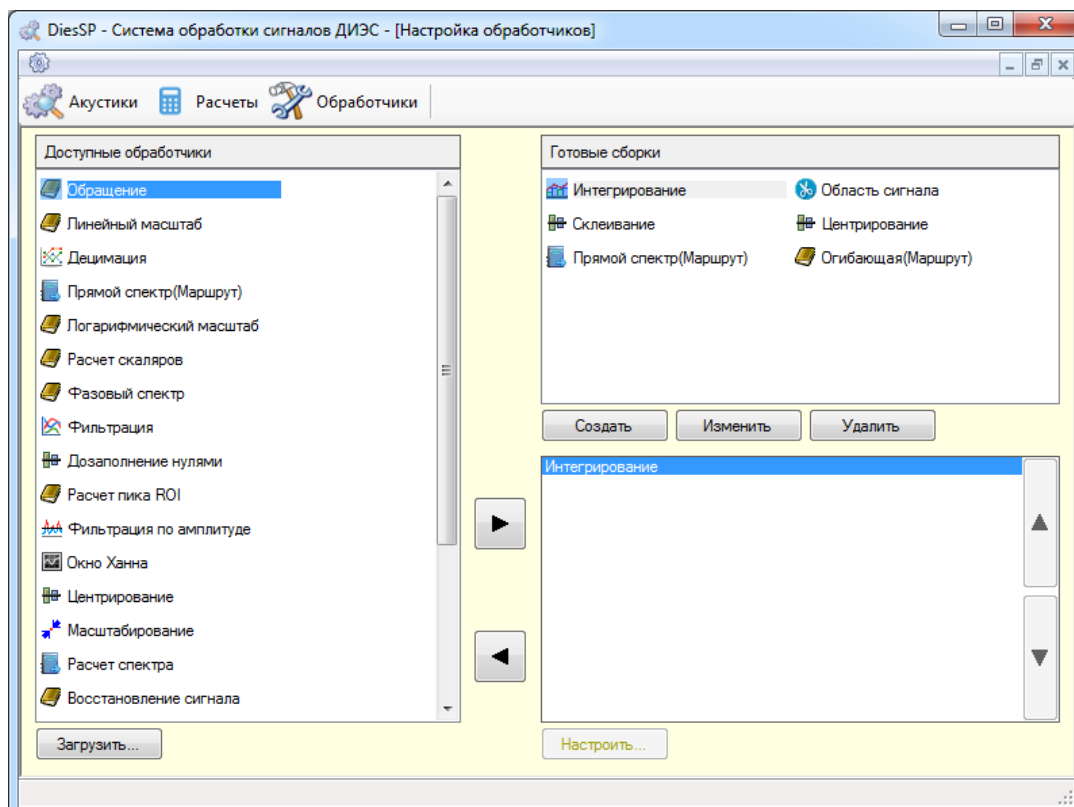 DiesSP - Система обработки сигналов ДИЭС - [Настройка обработчиков]
Акустики Расчеты Обработчики
Доступные обработчики
Обращение
Линейный масштаб
Децимация
Прямой спектр(Маршрут)
Логарифмический масштаб
Расчет скаляров
Фазовый спектр
Фильтрация
Дозаполнение нулями
Расчет пика ROI
Фильтрация по амплитуде
Окно Ханна
Центрирование
Масштабирование
Расчет спектра
Восстановление сигнала
Загрузить...
Готовые сборки
Интегрирование Область сигнала
Склеивание Центрирование
Прямой спектр(Маршрут) Огибающая(Маршрут)
Создать Изменить Удалить
Интегрирование
Настроить...